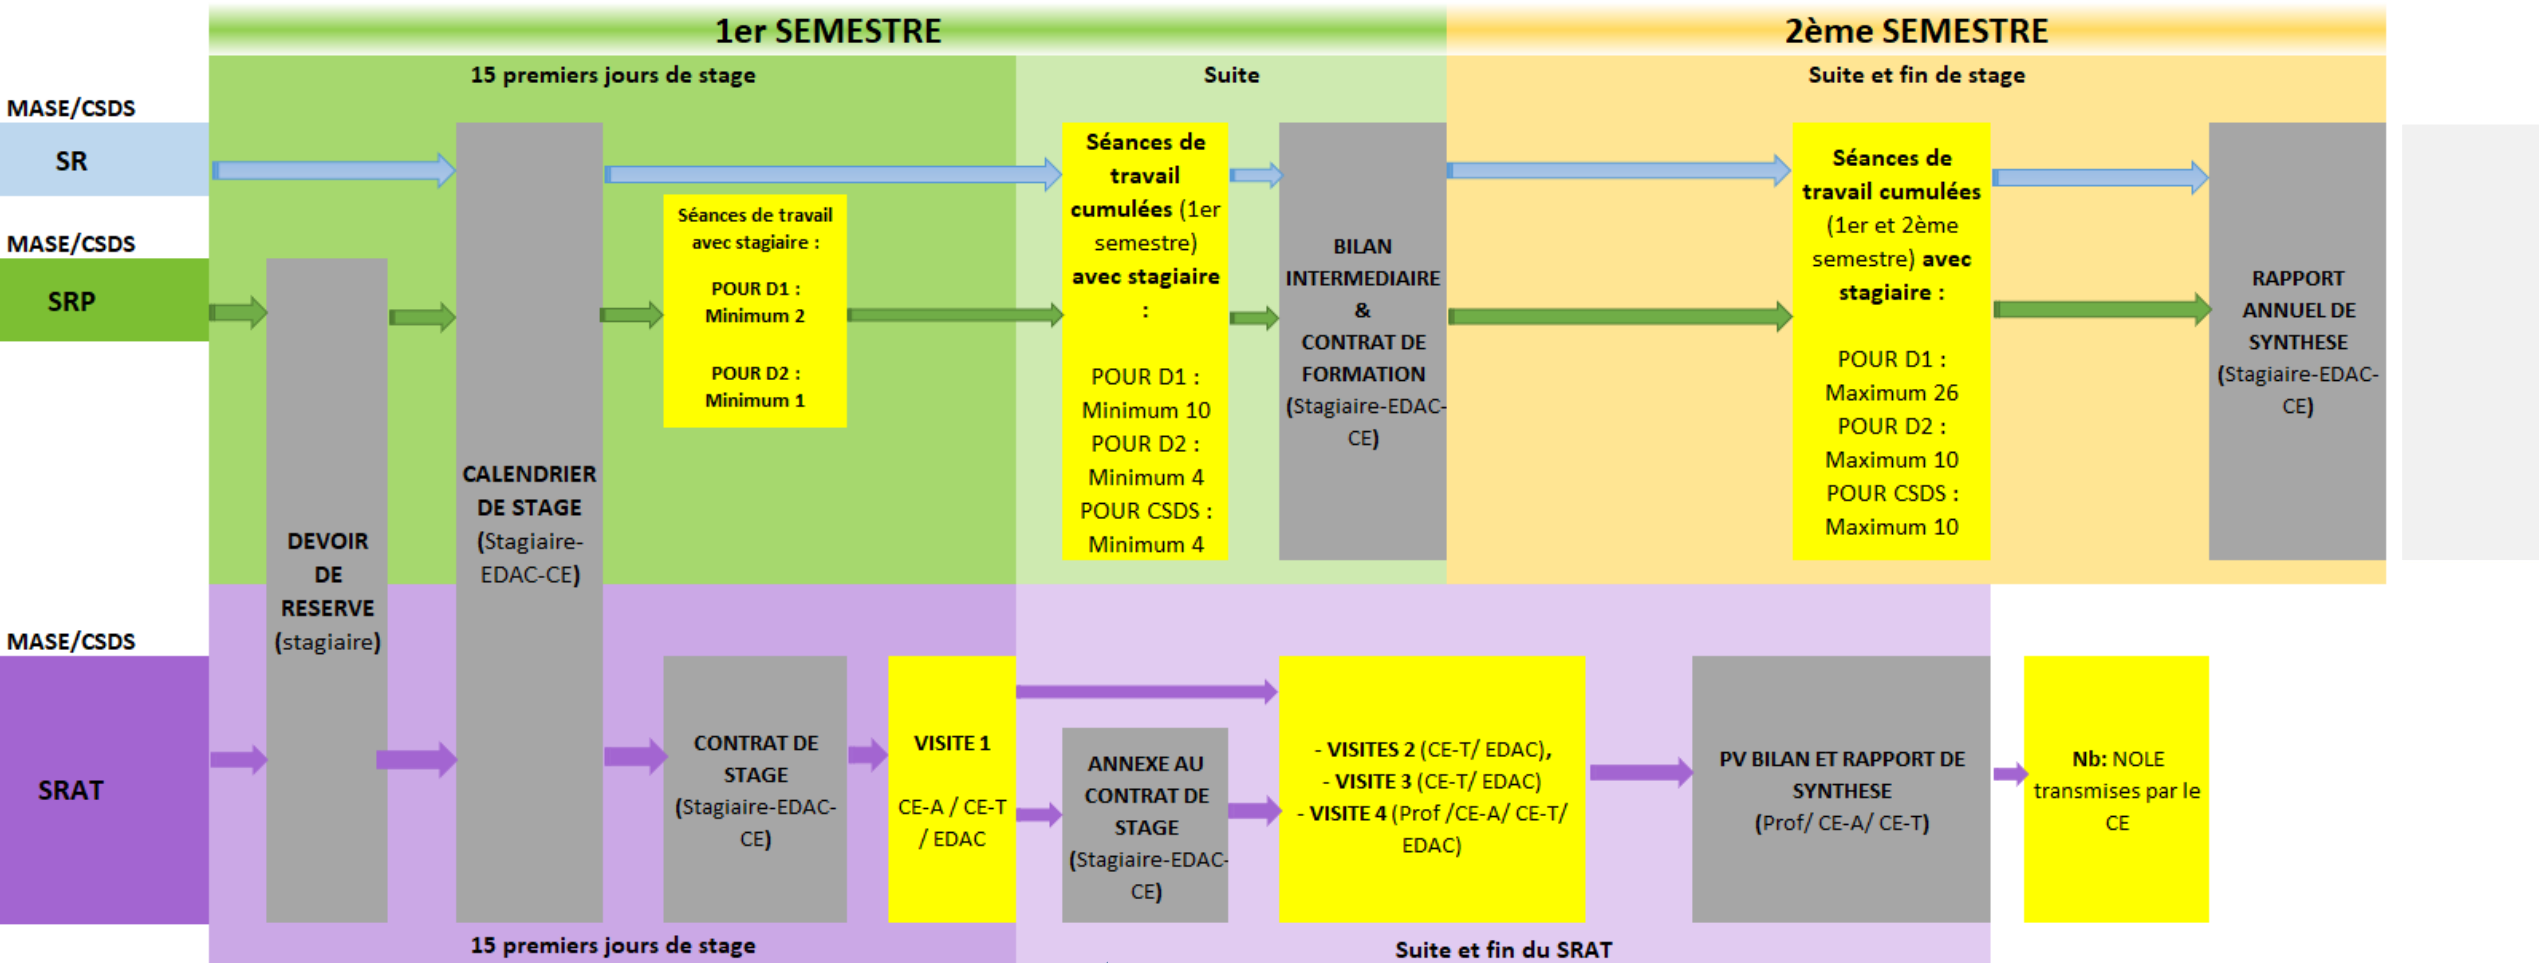 1er SEMESTRE
2ème SEMESTRE
15 premiers jours de stage
Suite
Suite et fin de stage
MASE/CSDS
SR
MASE/CSDS
SRP
DEVOIR
DE
RESERVE
(stagiaire)
CALENDRIER
DE STAGE
(Stagiaire-
EDAC-CE)
Séances de travail
avec stagiaire :
POUR D1 :
Minimum 2
POUR D2 :
Minimum 1
Séances de
travail
cumulées (1er
semestre)
avec stagiaire
:
POUR D1 :
Minimum 10
POUR D2 :
Minimum 4
POUR CSDS :
Minimum 4
BILAN
INTERMEDIAIRE
&
CONTRAT DE
FORMATION
(Stagiaire-EDAC-
CE)
Séances de
travail cumulées
(1er et 2ème
semestre) avec
stagiaire :
POUR D1 :
Maximum 26
POUR D2 :
Maximum 10
POUR CSDS :
Maximum 10
RAPPORT
ANNUEL DE
SYNTHESE
(Stagiaire-EDAC-
CE)
MASE/CSDS
SRAT
CONTRAT DE
STAGE
(Stagiaire-EDAC-
CE)
VISITE 1
CE-A / CE-T
/ EDAC
ANNEXE AU
CONTRAT DE
STAGE
(Stagiaire-EDAC-
CE)
- VISITES 2 (CE-T/ EDAC),
- VISITE 3 (CE-T/ EDAC)
- VISITE 4 (Prof /CE-A/ CE-T/
EDAC)
PV BILAN ET RAPPORT DE
SYNTHESE
(Prof/ CE-A/ CE-T)
Nb: NOLE
transmises par le
CE
15 premiers jours de stage
Suite et fin du SRAT